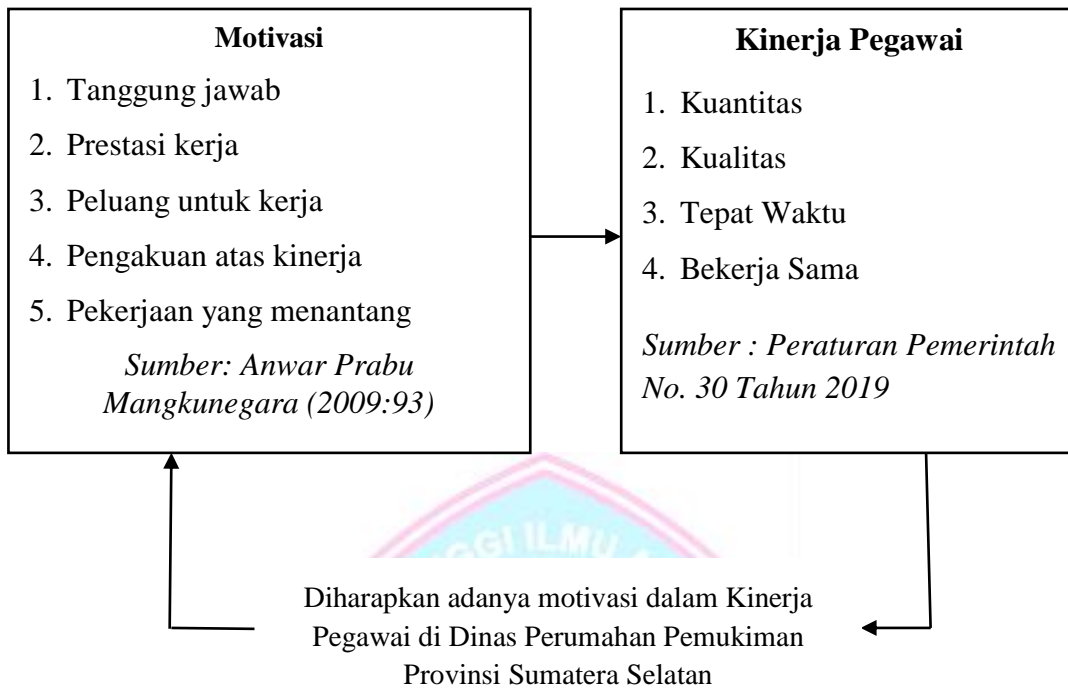 Motivasi
1. Tanggung jawab
2. Prestasi kerja
3. Peluang untuk kerja
4. Pengakuan atas kinerja
5. Pekerjaan yang menantang
Sumber: Anwar Prabu
Mangkunegara (2009:93)
Kinerja Pegawai
1. Kuantitas
2. Kualitas
3. Tepat Waktu
4. Bekerja Sama
Sumber : Peraturan Pemerintah
No. 30 Tahun 2019
GGI ILMU
Diharapkan adanya motivasi dalam Kinerja
Pegawai di Dinas Perumahan Pemukiman
Provinsi Sumatera Selatan